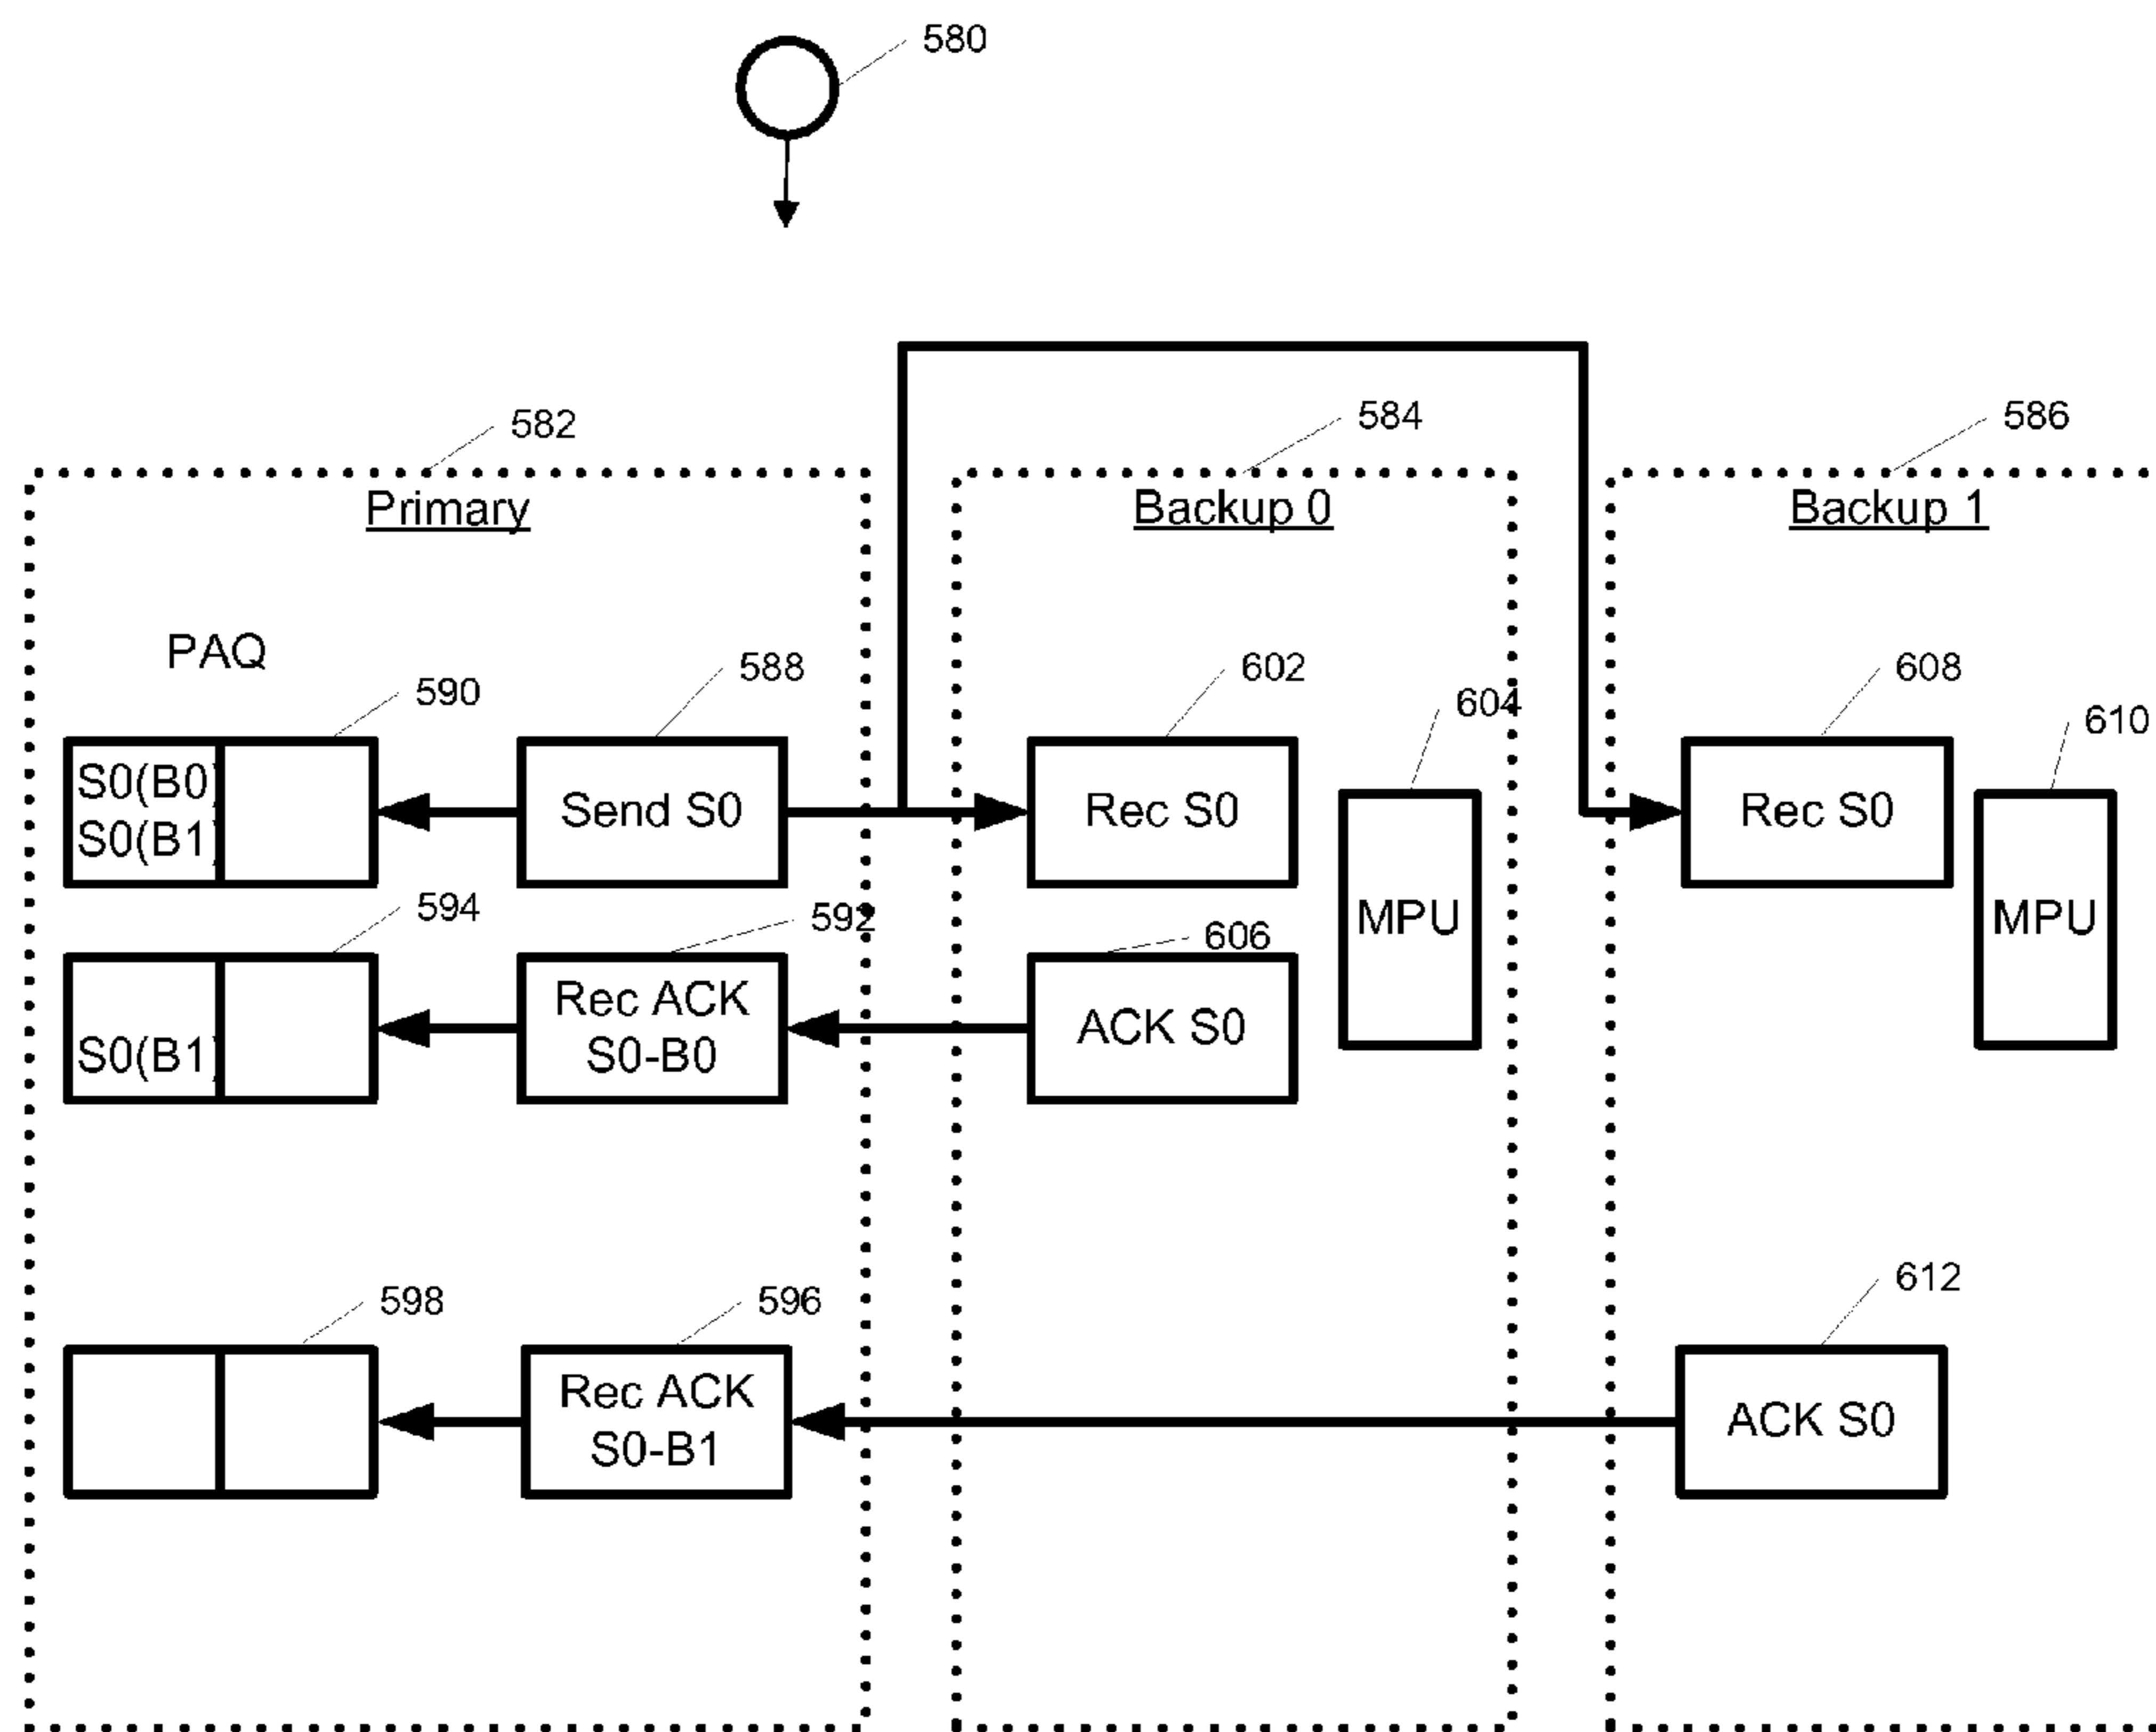 580
582
584
586
Primary
Backup 0
Backup 1
PAQ
590
588
602
604
608
610
S0(B0)
S0(B1)
Send S0
Rec S0
MPU
Rec S0
MPU
594
592
606
S0(B1)
Rec ACK
S0-B0
ACK S0
598
596
612
Rec ACK
S0-B1
ACK S0